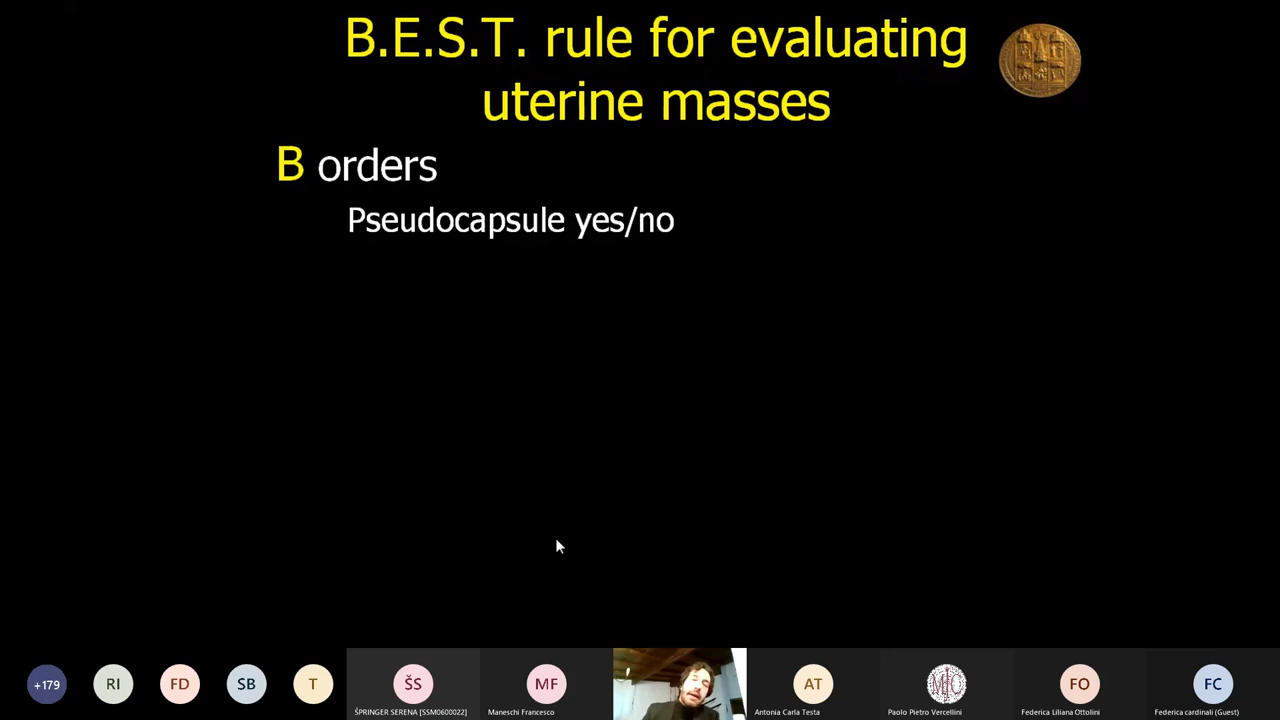 B.E.S.T. rule for evaluating
uterine masses
B orders
Pseudocapsule yes/no
+179
RI
FD
SB
T
ŠS
ŠPRINGER SERENA [SSM0600022]
MF
Maneschi Francesco
AT
Antonia Carla Testa
Paolo Pietro Vercellini
FO
Federica Liliana Ottolini
FC
Federica cardinali (Guest)